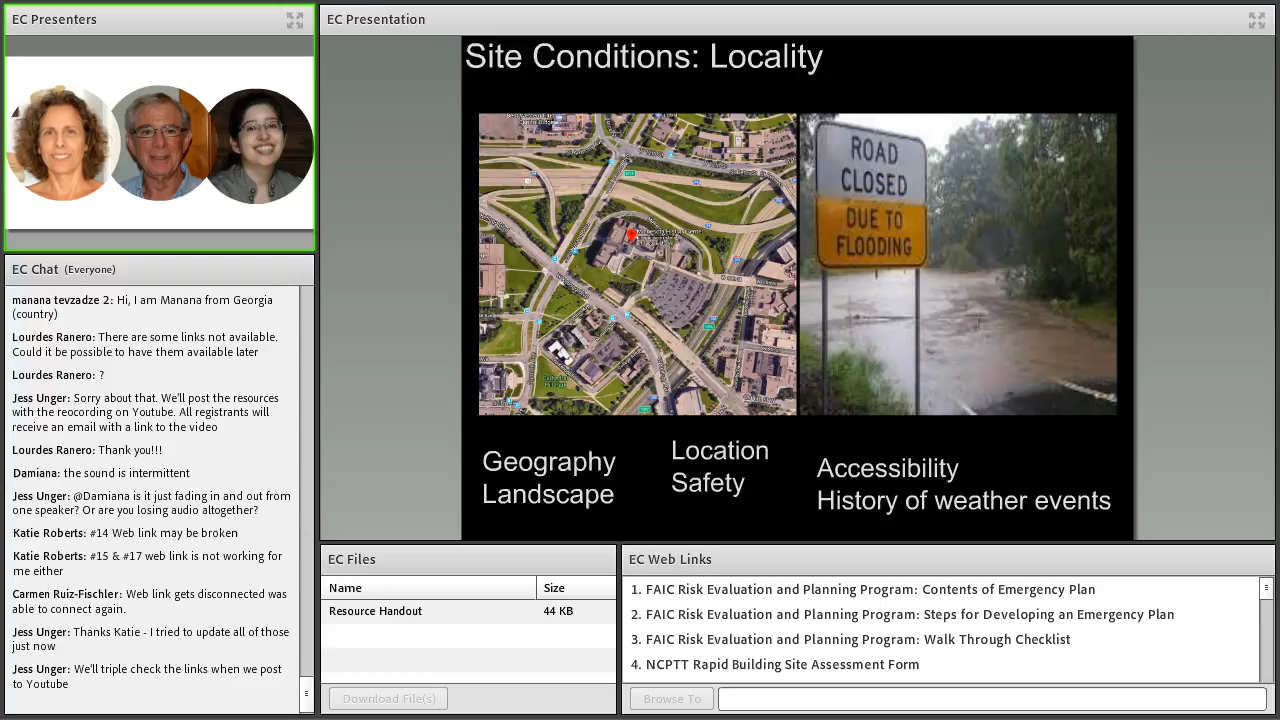 EC Presenters
EC Presentation
Site Conditions: Locality
ROAD
CLOSED
DUE TO
FLOODING
Geography
Landscape
Location
Safety
Accessibility
History of weather events
EC Chat (Everyone)
manana tevzadze 2: Hi, I am Manana from Georgia
(country)
Lourdes Ranero: There are some links not available.
Could it be possible to have them available later
Lourdes Ranero: ?
Jess Unger: Sorry about that. We'll post the resources
with the reocording on Youtube. All registrants will
receive an email with a link to the video
Lourdes Ranero: Thank you!!!
Damiana: the sound is intermittent
Jess Unger: @Damiana is it just fading in and out from
one speaker? Or are you losing audio altogether?
Katie Roberts: #14 Web link may be broken
Katie Roberts: #15 & #17 web link is not working for
me either
Carmen Ruiz-Fischler: Web link gets disconnected was
able to connect again.
Jess Unger: Thanks Katie - I tried to update all of those
just now
Jess Unger: We'll triple check the links when we post
to Youtube
EC Files
Name Size
Resource Handout 44 KB
Download File(s)
EC Web Links
1. FAIC Risk Evaluation and Planning Program: Contents of Emergency Plan
2. FAIC Risk Evaluation and Planning Program: Steps for Developing an Emergency Plan
3. FAIC Risk Evaluation and Planning Program: Walk Through Checklist
4. NCPTT Rapid Building Site Assessment Form
Browse To